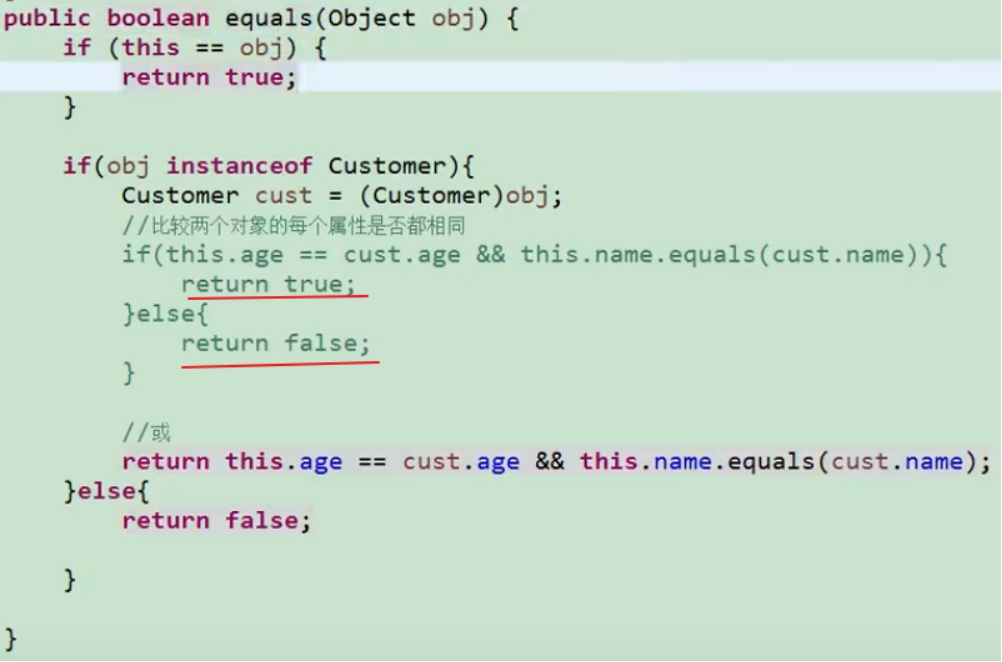 public boolean equals(Object obj) {
if (this == obj) {
return true;
}
if(obj instanceof Customer){
Customer cust = (Customer)obj;
//比较两个对象的每个属性是否都相同
if(this.age == cust.age && this.name.equals(cust.name)){
return true;
}else{
return false;
}
//或
return this.age == cust.age && this.name.equals(cust.name);
}else{
return false;
}
}